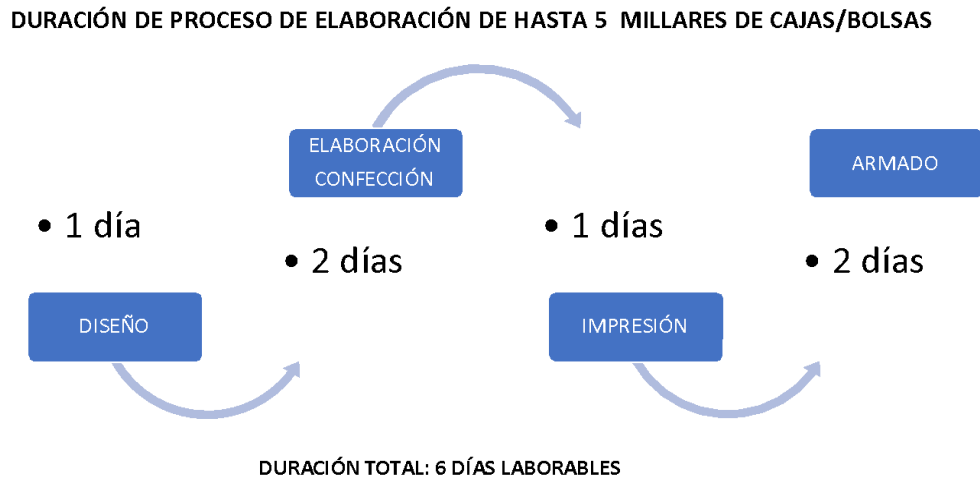 DURACIÓN DE PROCESO DE ELABORACIÓN DE HASTA 5 MILLARES DE CAJAS/BOLSAS
• 1 día
DISEÑO
ELABORACIÓN
CONFECCIÓN
• 2 días
• 1 días
IMPRESIÓN
ARMADO
• 2 días
DURACIÓN TOTAL: 6 DÍAS LABORABLES